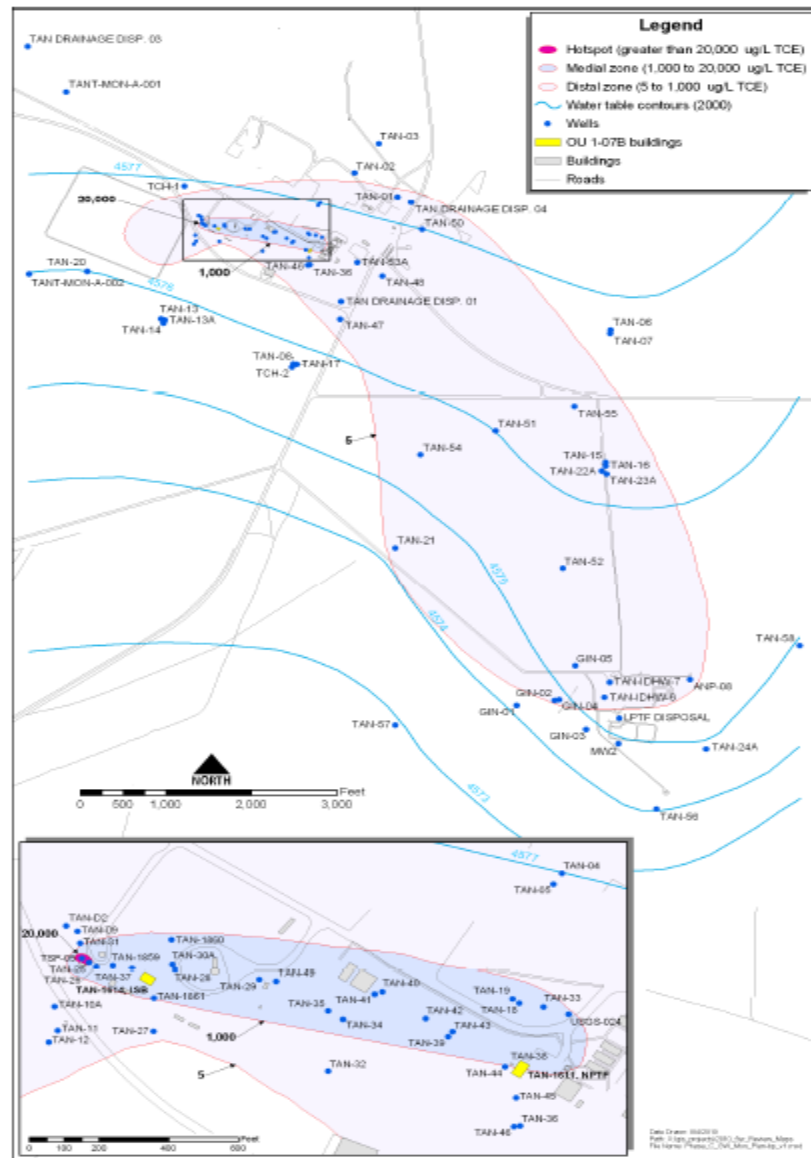 TAN DRAINAGE DISP. 03
TANT-MON-A-001
Legend
Hotspot (greater than 20,000 ug/L TCE)
Medial zone (1,000 to 20,000 ug/L TCE)
Distal zone (5 to 1,000 ug/L TCE)
Water table contours (2000)
Wells
OU 1-07B buildings
Buildings
Roads
TAN-03
TAN-02
4577
TCH-1
20,000
TAN-01
TAN DRAINAGE DISP. 04
TAN-50
1,000
TAN-46
TAN-36
TAN-53A
TAN-48
TAN-20
TANT-MON-A-002
4576
TAN DRAINAGE DISP. 01
TAN-13
TAN-13A
TAN-14
TAN-47
TAN-06
TAN-07
TAN-08
TAN-17
TCH-2
TAN-55
5
TAN-51
TAN-54
TAN-15
TAN-16
TAN-22A
TAN-23A
TAN-21
TAN-52
4575
4574
TAN-58
GIN-05
TAN-IDHW-7
ANP-08
GIN-02
TAN-IDHW-6
GIN-01
GIN-04
LPTF DISPOSAL
TAN-57
GIN-03
MW2
TAN-24A
NORTH
Feet
0 500 1,000 2,000 3,000
4573
TAN-56
4577
TAN-04
TAN-05
TAN-D2
TAN-09
20,000
TAN-31
TAN-1860
TSF-05
TAN-1859
TAN-30A
TAN-25
TAN-37
TAN-28
TAN-49
TAN-1614, ISB
TAN-29
TAN-40
TAN-41
TAN-19
TAN-33
TAN-10A
TAN-1861
TAN-35
TAN-42
TAN-18
USGS-024
TAN-11
TAN-27
1,000
TAN-34
TAN-43
TAN-12
TAN-39
TAN-38
5
TAN-32
TAN-44
TAN-1611, NPTF
TAN-45
TAN-46
TAN-36
0 50 100 200 400 600
Feet